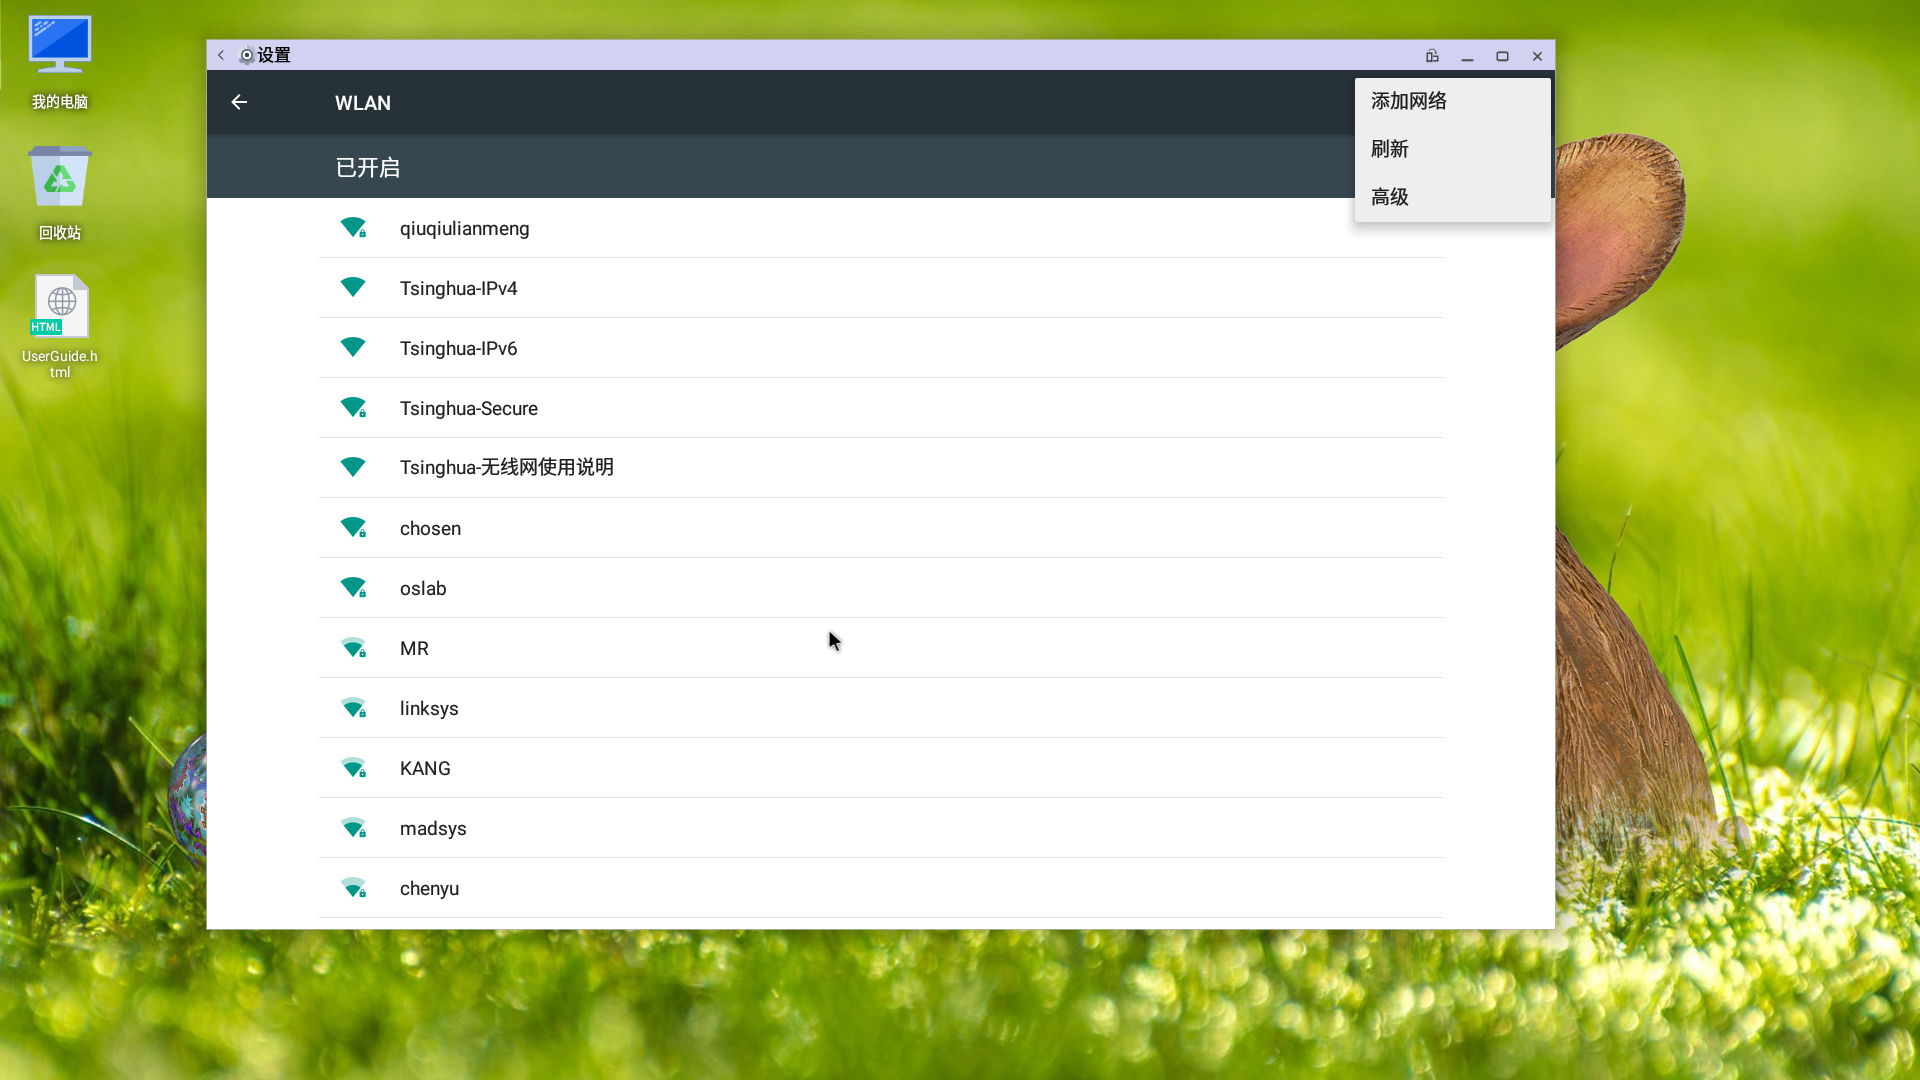 我的电脑
回收站
HTML
UserGuide.h
tml
设置
WLAN
已开启
添加网络
刷新
高级
qiuqiulianmeng
Tsinghua-IPv4
Tsinghua-IPv6
Tsinghua-Secure
Tsinghua-无线网使用说明
chosen
oslab
MR
linksys
KANG
madsys
chenyu